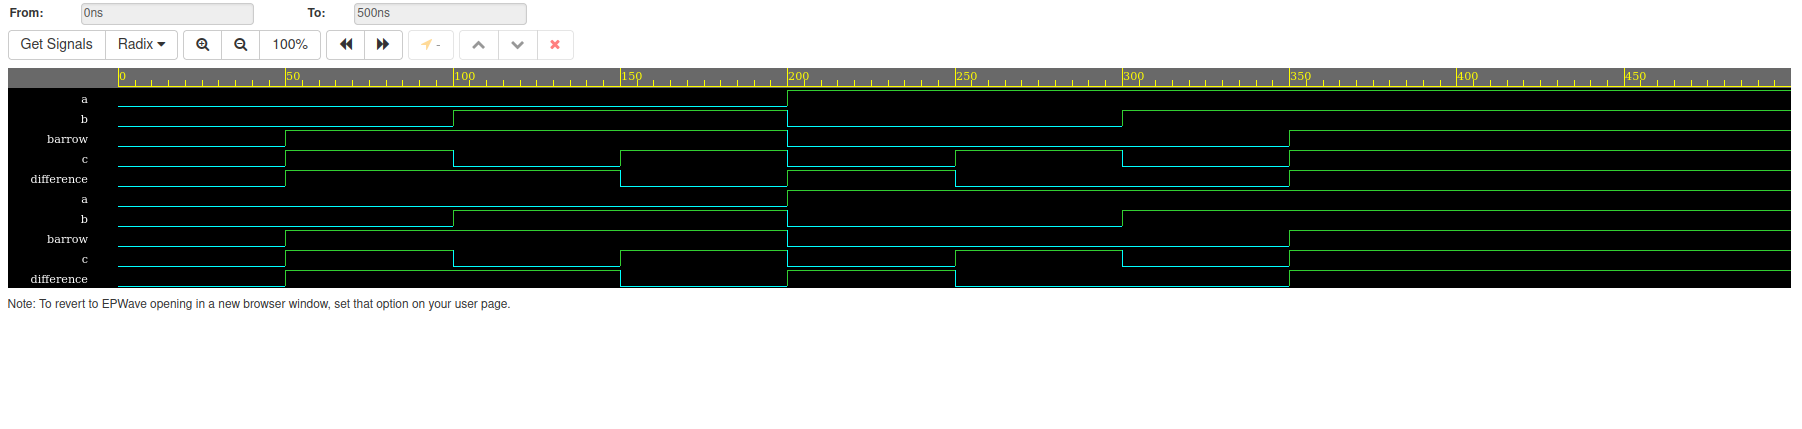 From: 0ns To: 500ns
Get Signals Radix 100% -
0 50 100 150 200 250 300 350 400 450
a
b
barrow
c
difference
a
b
barrow
c
difference
Note: To revert to EPWave opening in a new browser window, set that option on your user page.